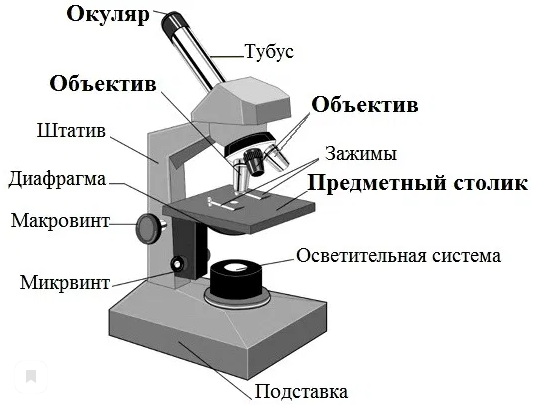 Окуляр
Тубус
Объектив
Объектив
Штатив
Зажимы
Диафрагма
Предметный столик
Макровинт
Осветительная система
Микрвинт
Подставка